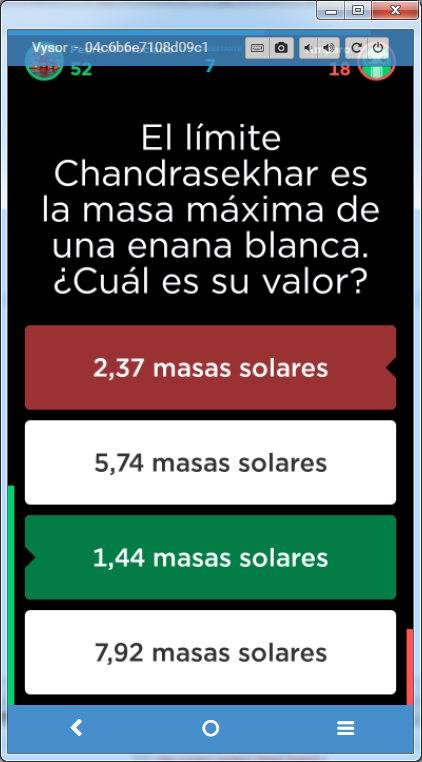 Vysor - 04c6b6e7108d09c1
52
7
18
El límite
Chandrasekhar es
la masa máxima de
una enana blanca.
¿Cuál es su valor?
2,37 masas solares
5,74 masas solares
1,44 masas solares
7,92 masas solares